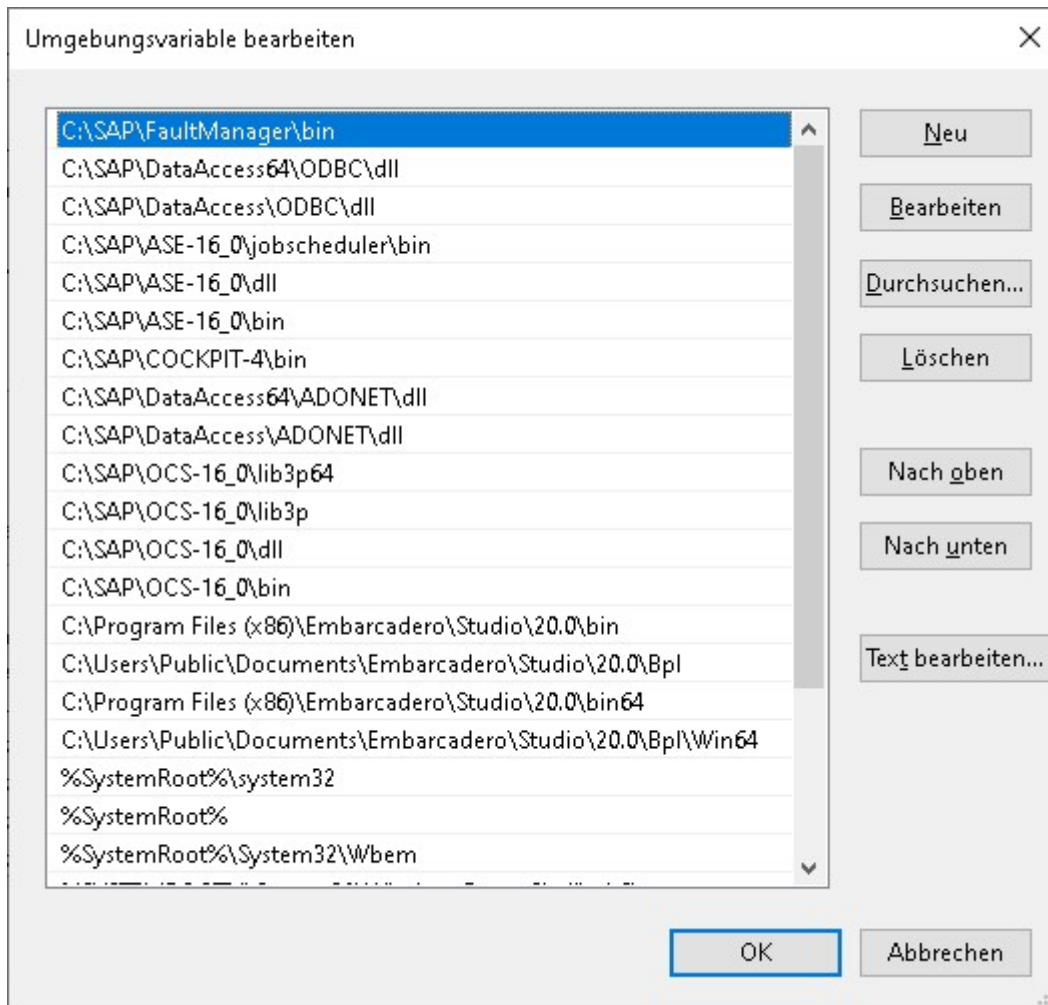 Umgebungsvariable bearbeiten
C:\SAP\FaultManager\bin
C:\SAP\DataAccess64\ODBC\dll
C:\SAP\DataAccess\ODBC\dll
C:\SAP\ASE-16_0\jobscheduler\bin
C:\SAP\ASE-16_0\dll
C:\SAP\ASE-16_0\bin
C:\SAP\COCKPIT-4\bin
C:\SAP\DataAccess64\ADONET\dll
C:\SAP\DataAccess\ADONET\dll
C:\SAP\OCS-16_0\lib3p64
C:\SAP\OCS-16_0\lib3p
C:\SAP\OCS-16_0\dll
C:\SAP\OCS-16_0\bin
C:\Program Files (x86)\Embarcadero\Studio\20.0\bin
C:\Users\Public\Documents\Embarcadero\Studio\20.0\Bpl
C:\Program Files (x86)\Embarcadero\Studio\20.0\bin64
C:\Users\Public\Documents\Embarcadero\Studio\20.0\Bpl\Win64
%SystemRoot%\system32
%SystemRoot%
%SystemRoot%\System32\Wbem
Neu
Bearbeiten
Durchsuchen...
Löschen
Nach oben
Nach unten
Text bearbeiten...
OK
Abbrechen